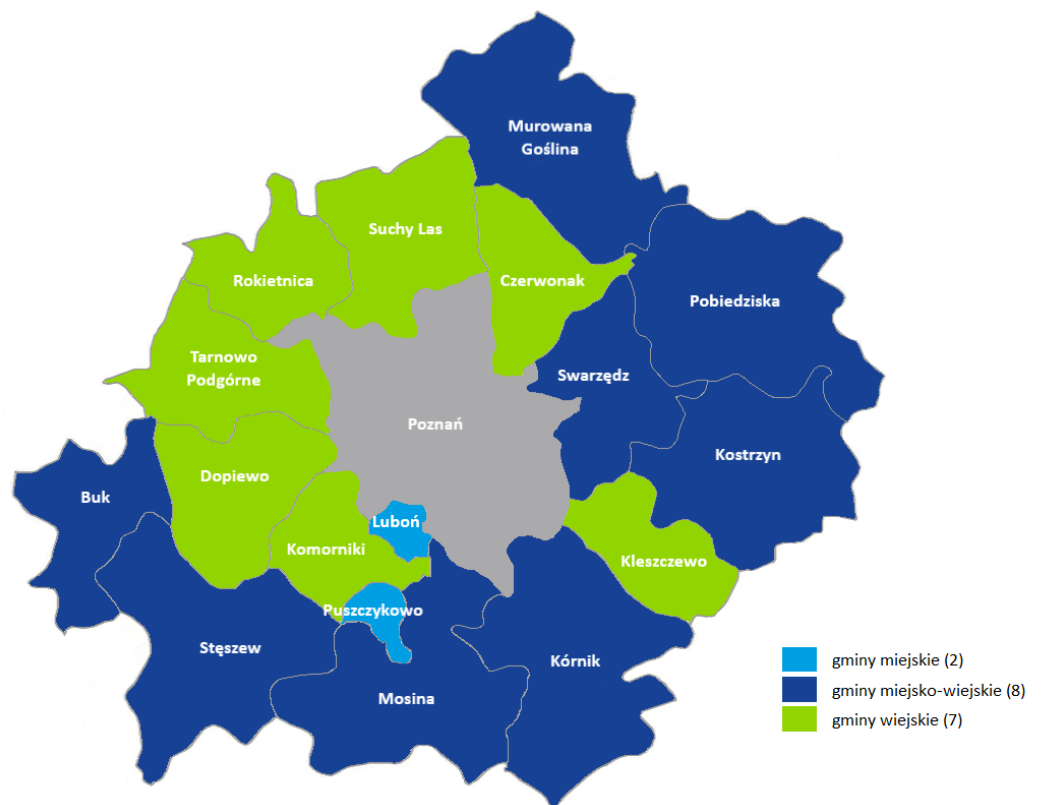 Murowana
Goślina
Suchy Las
Rokietnica
Czerwonak
Pobiedziska
Tarnowo
Podgórne
Swarzędz
Poznań
Kostrzyn
Dopiewo
Buk
Luboń
Komorniki
Kleszczewo
Puszczykowo
Stęszew
Kórnik
Mosina
gminy miejskie (2)
gminy miejsko-wiejskie (8)
gminy wiejskie (7)